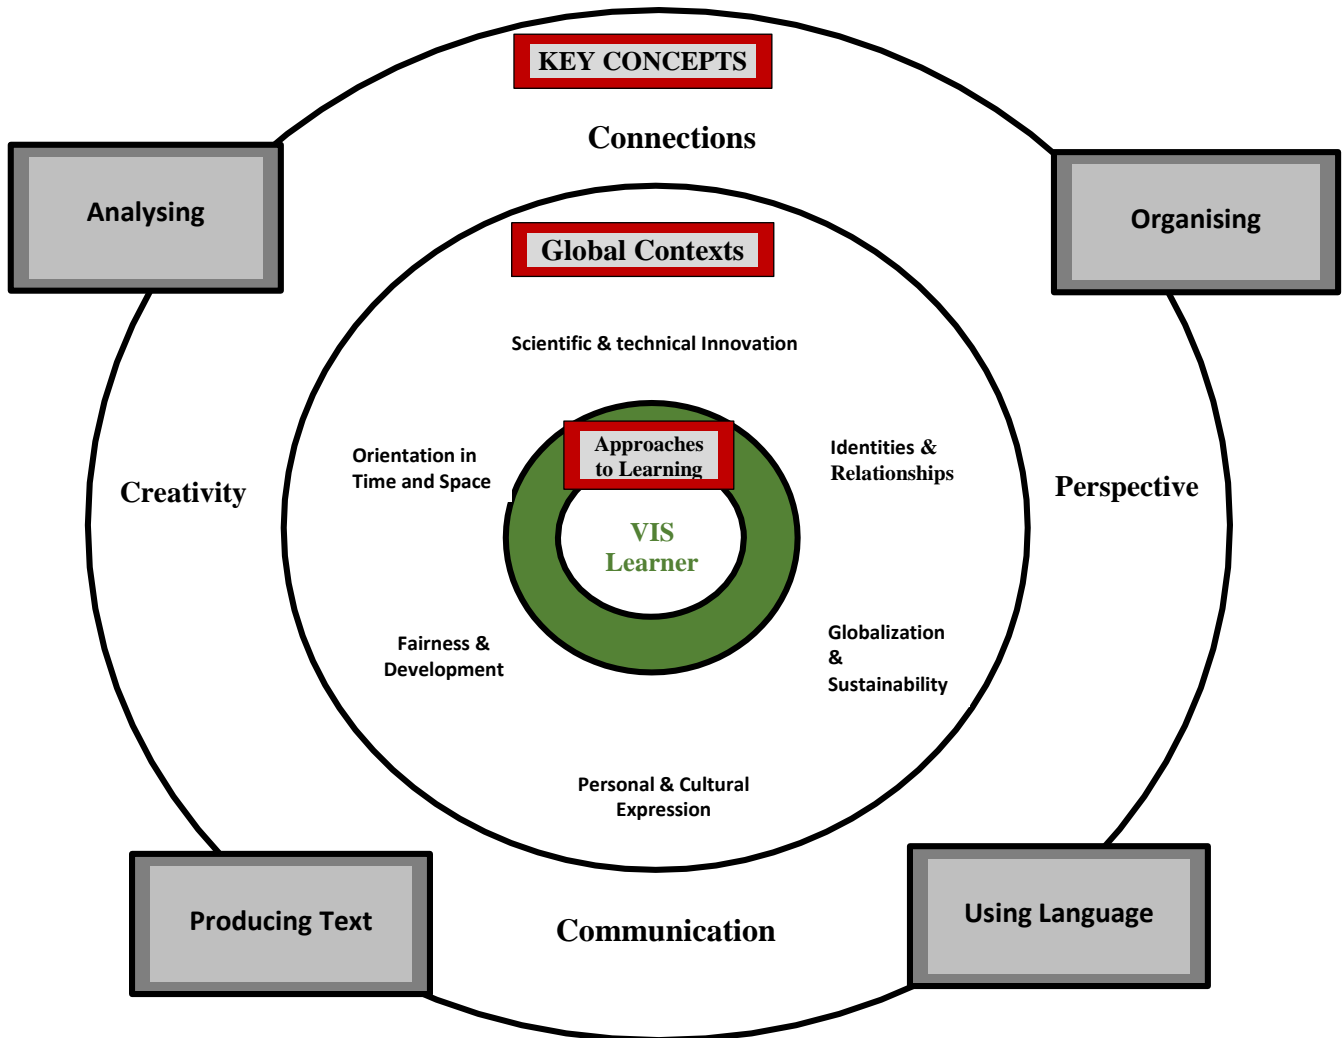 KEY CONCEPTS
Connections
Analysing
Organising
Global Contexts
Scientific & technical Innovation
Orientation in
Time and Space
Approaches
to Learning
Identities &
Relationships
Creativity
VIS
Learner
Perspective
Fairness &
Development
Globalization
&
Sustainability
Personal & Cultural
Expression
Producing Text
Communication
Using Language